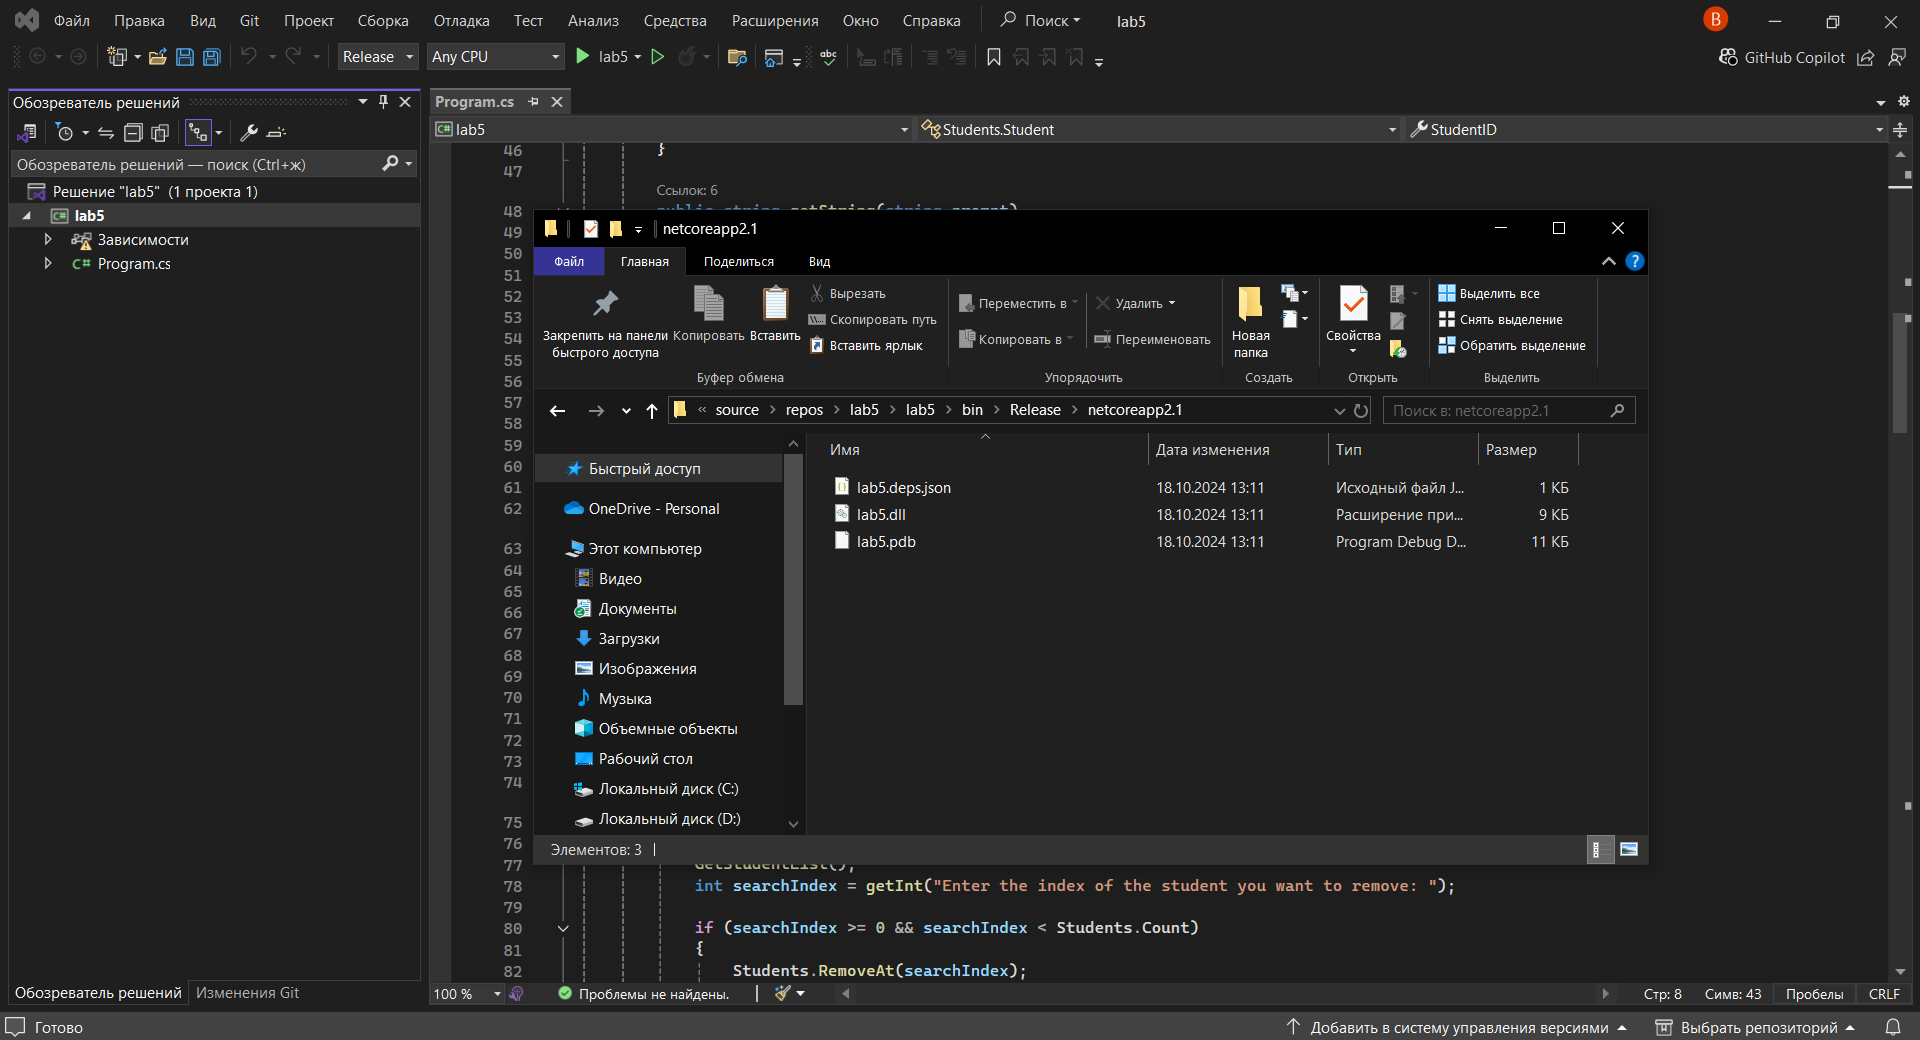 Файл Правка Вид Git Проект Сборка Отладка Тест Анализ Средства Расширения Окно Справка Поиск lab5 B
Release Any CPU lab5 abc GitHub Copilot
Обозреватель решений
Обозреватель решений — поиск (Ctrl+ж)
Решение "lab5" (1 проекта 1)
C# lab5
Зависимости
C# Program.cs
Program.cs
C# lab5 Students.Student StudentID
46 }
47
Ссылок: 6
48 public string getString(string prompt)
49
50
51
52
53
54
55
56
57
58
59
60
61
62
63
64
65
66
67
68
69
70
71
72
73
74
75
76
77 GetStudentList();
78 int searchIndex = getInt("Enter the index of the student you want to remove: ");
79
80 if (searchIndex >= 0 && searchIndex < Students.Count)
81 {
82 Students.RemoveAt(searchIndex);
netcoreapp2.1
Файл Главная Поделиться Вид ?
Закрепить на панели быстрого доступа
Копировать
Вставить
Вырезать
Скопировать путь
Вставить ярлык
Буфер обмена
Переместить в
Копировать в
Удалить
Переименовать
Упорядочить
Новая папка
Создать
Свойства
Открыть
Выделить все
Снять выделение
Обратить выделение
Выделить
« source > repos > lab5 > lab5 > bin > Release > netcoreapp2.1
Поиск в: netcoreapp2.1
Быстрый доступ
OneDrive - Personal
Этот компьютер
Видео
Документы
Загрузки
Изображения
Музыка
Объемные объекты
Рабочий стол
Локальный диск (C:)
Локальный диск (D:)
Имя Дата изменения Тип Размер
lab5.deps.json 18.10.2024 13:11 Исходный файл J... 1 КБ
lab5.dll 18.10.2024 13:11 Расширение при... 9 КБ
lab5.pdb 18.10.2024 13:11 Program Debug D... 11 КБ
Элементов: 3
100 % Проблемы не найдены. Стр: 8 Симв: 43 Пробелы CRLF
Обозреватель решений Изменения Git
Готово Добавить в систему управления версиями Выбрать репозиторий